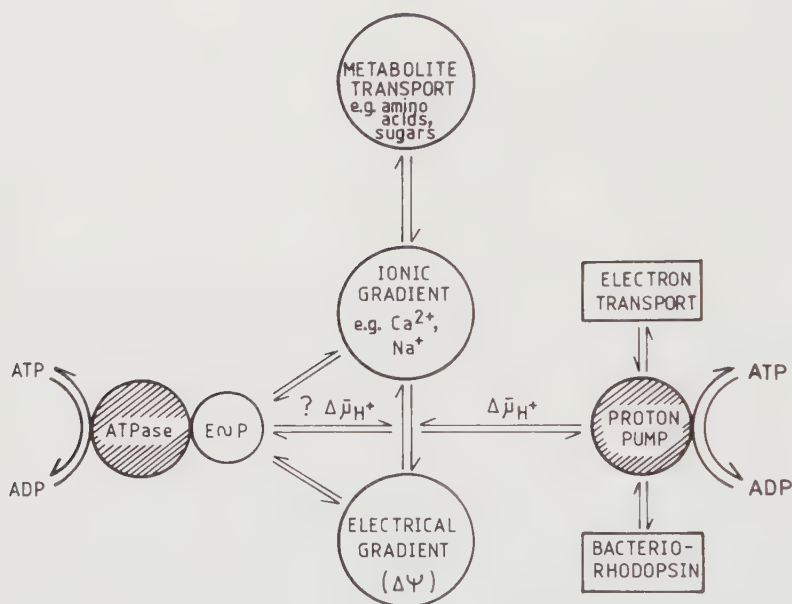 METABOLITE
TRANSPORT
e.g. amino
acids,
sugars
IONIC
GRADIENT
e.g. Ca²⁺,
Na⁺
ELECTRON
TRANSPORT
ATP
ATPase
E~P
ADP
? Δμ̄H⁺
Δμ̄H⁺
PROTON
PUMP
ATP
ADP
ELECTRICAL
GRADIENT
(ΔΨ)
BACTERIO-
RHODOPSIN